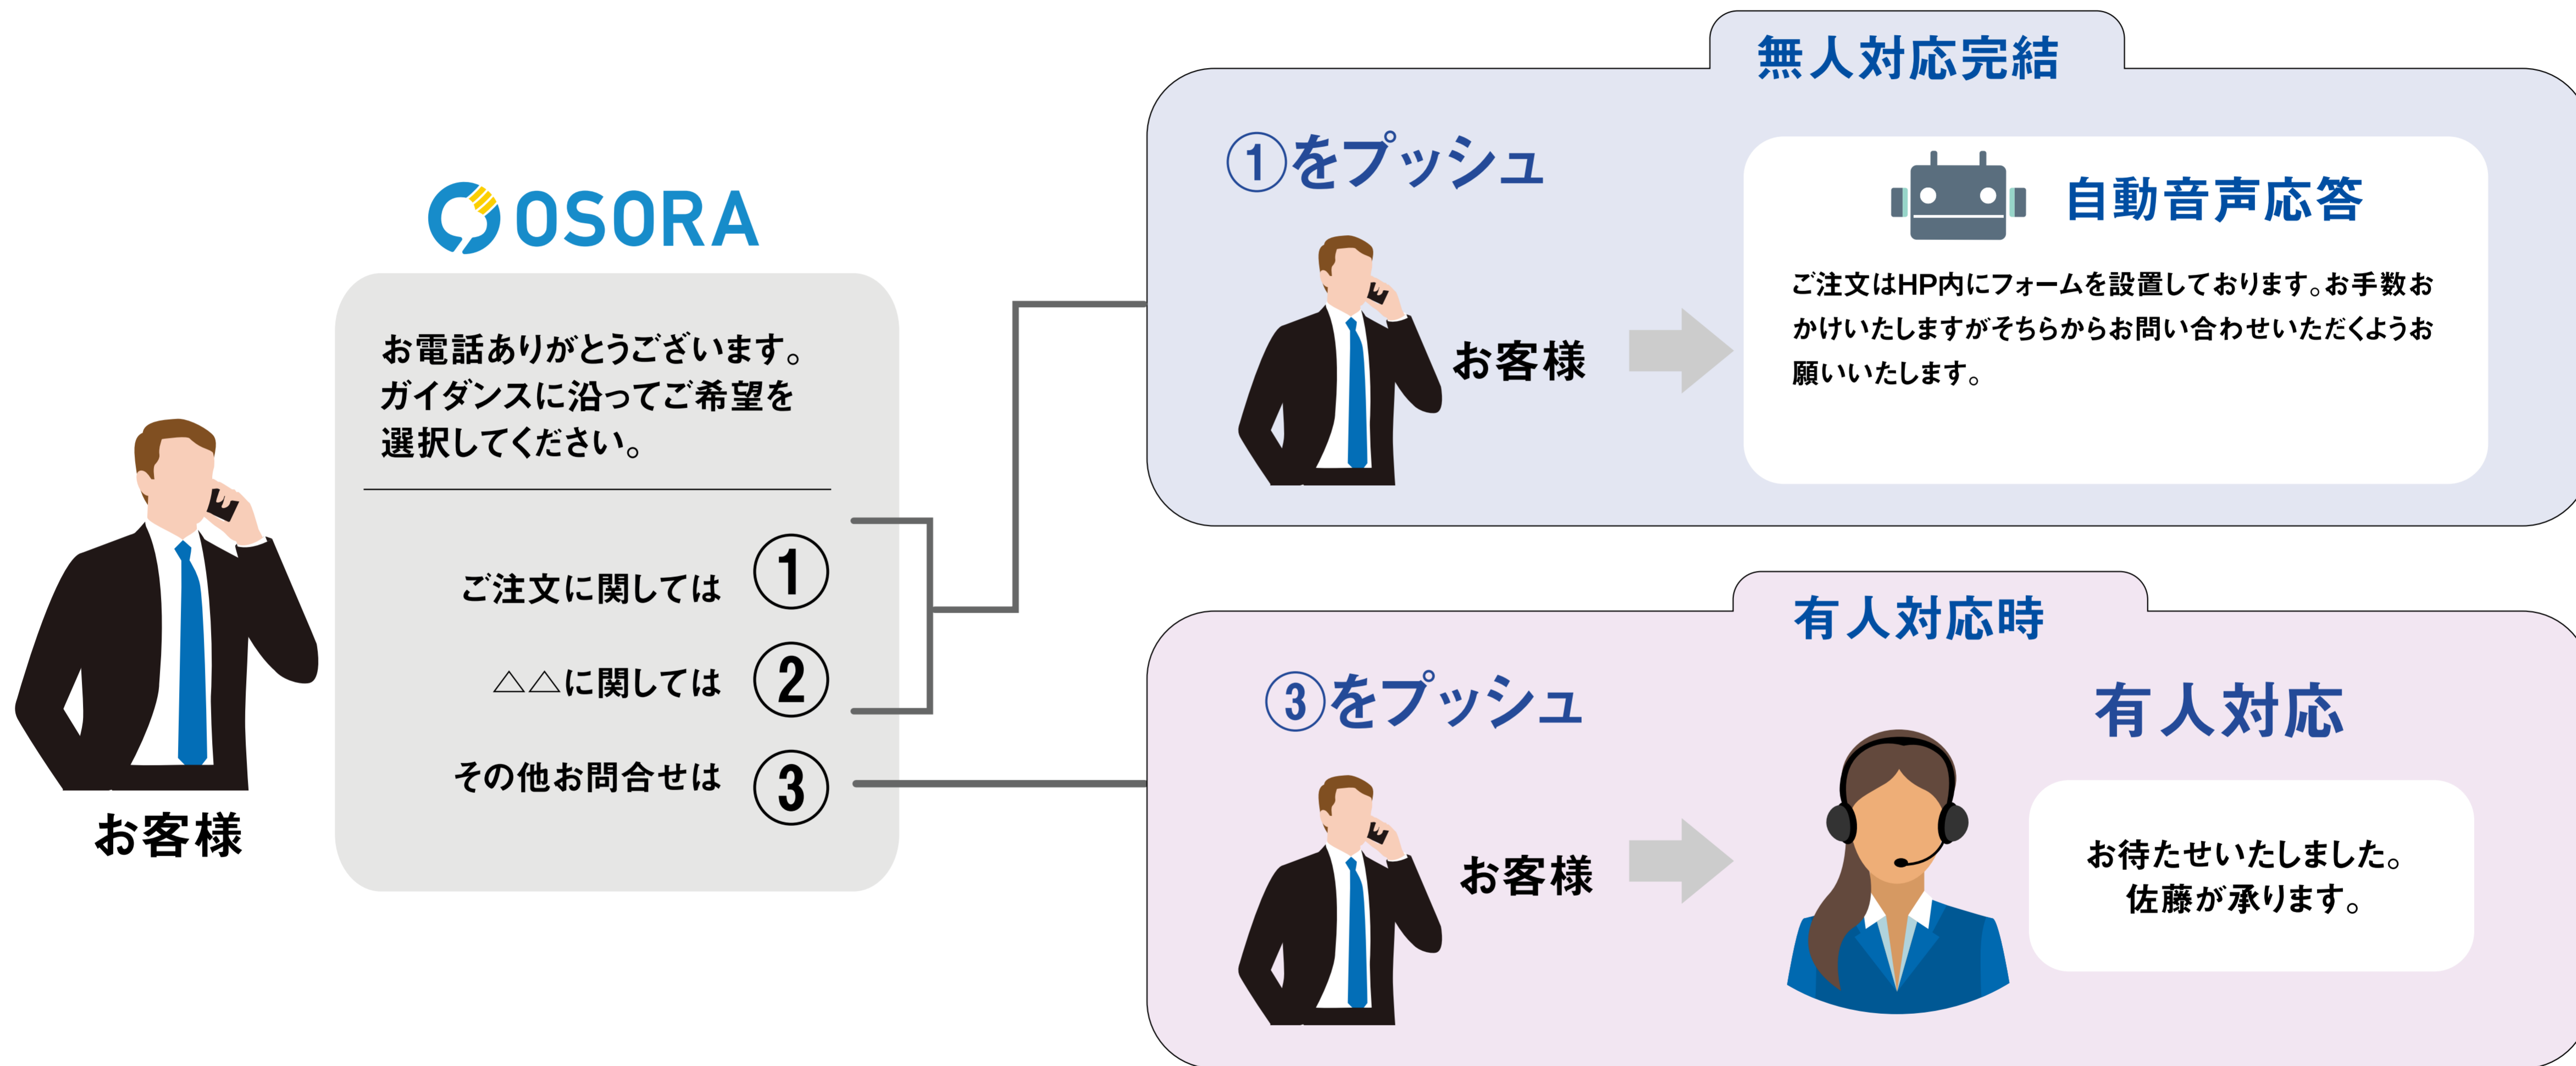 OSORA
お電話ありがとうございます。
ガイダンスに沿ってご希望を
選択してください。
ご注文に関しては ①
△△に関しては ②
その他お問合せは ③
お客様
無人対応完結
①をプッシュ
お客様
自動音声応答
ご注文はHP内にフォームを設置しております。お手数お
かけいたしますがそちらからお問い合わせいただくようお
願いいたします。
有人対応時
③をプッシュ
お客様
有人対応
お待たせいたしました。
佐藤が承ります。